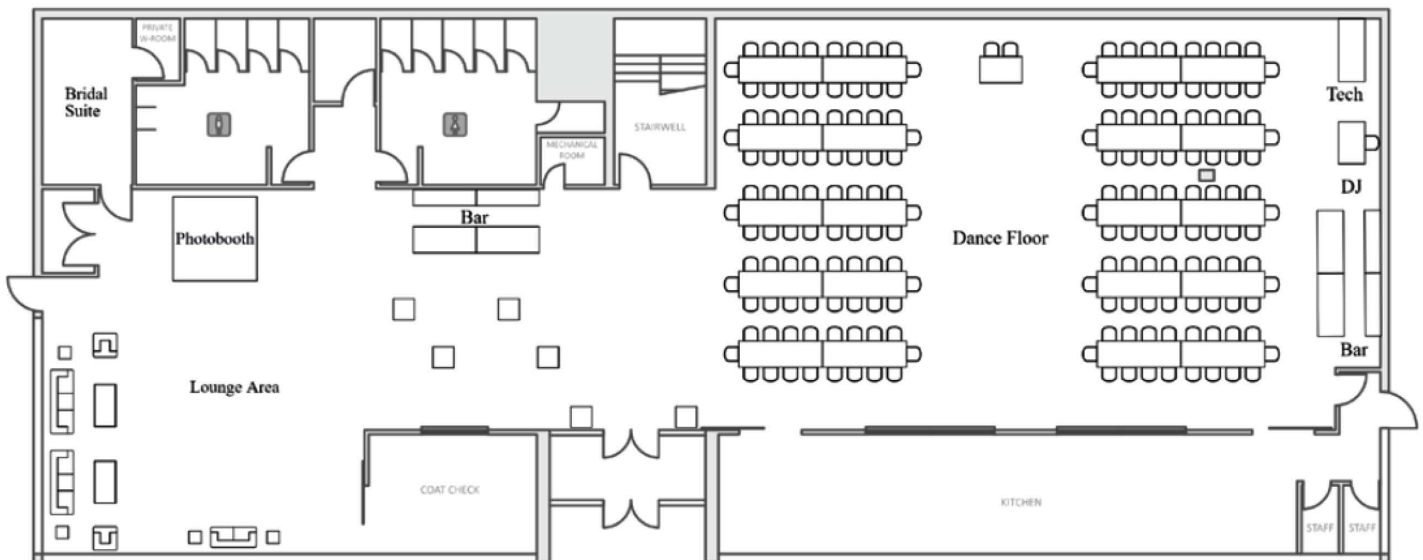 PRIVATE
W-ROOM
Bridal
Suite
Tech
STAIRWELL
MECHANICAL
ROOM
DJ
Bar
Photobooth
Dance Floor
Bar
Lounge Area
COAT CHECK
KITCHEN
STAFF
STAFF